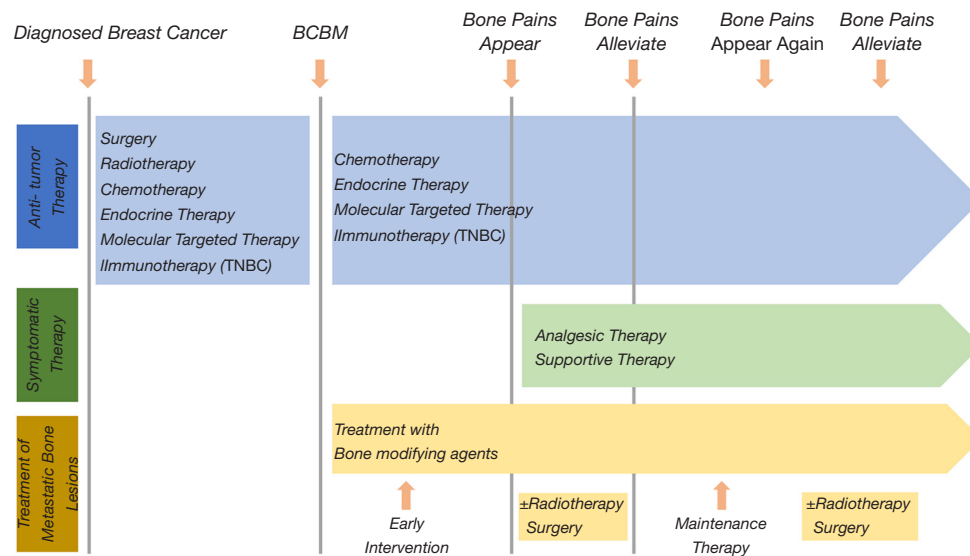 Diagnosed Breast Cancer
BCBM
Bone Pains
Appear
Bone Pains
Alleviate
Bone Pains
Appear Again
Bone Pains
Alleviate
Anti- tumor
Therapy
Surgery
Radiotherapy
Chemotherapy
Endocrine Therapy
Molecular Targeted Therapy
IImmunotherapy (TNBC)
Chemotherapy
Endocrine Therapy
Molecular Targeted Therapy
IImmunotherapy (TNBC)
Symptomatic
Therapy
Analgesic Therapy
Supportive Therapy
Treatment of
Metastatic Bone
Lesions
Treatment with
Bone modifying agents
Early
Intervention
±Radiotherapy
Surgery
Maintenance
Therapy
±Radiotherapy
Surgery